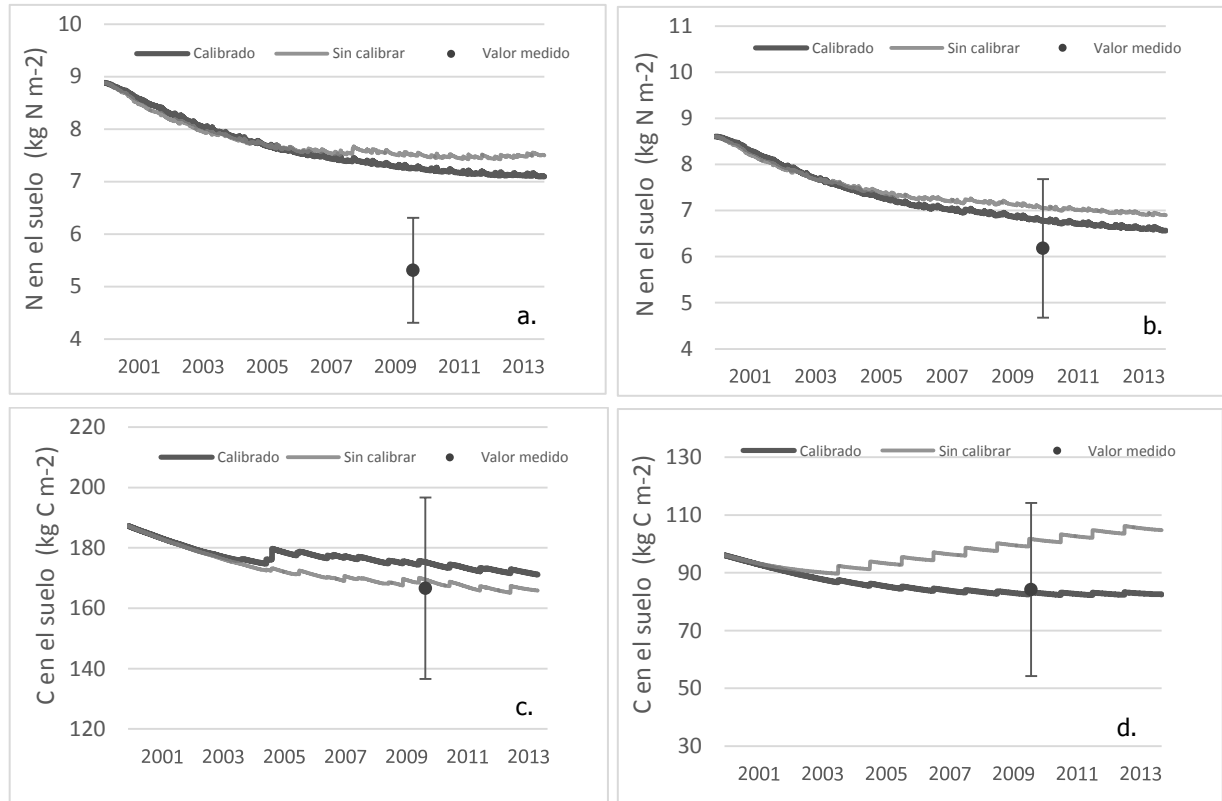 10
9
8
7
6
5
4
N en el suelo (kg N m-2)
Calibrado
Sin calibrar
Valor medido
a.
2001 2003 2005 2007 2009 2011 2013
11
10
9
8
7
6
5
4
N en el suelo (kg N m-2)
Calibrado
Sin calibrar
Valor medido
b.
2001 2003 2005 2007 2009 2011 2013
220
200
180
160
140
120
C en el suelo (kg C m-2)
Calibrado
Sin calibrar
Valor medido
c.
2001 2003 2005 2007 2009 2011 2013
130
110
90
70
50
30
C en el suelo (kg C m-2)
Calibrado
Sin calibrar
Valor medido
d.
2001 2003 2005 2007 2009 2011 2013